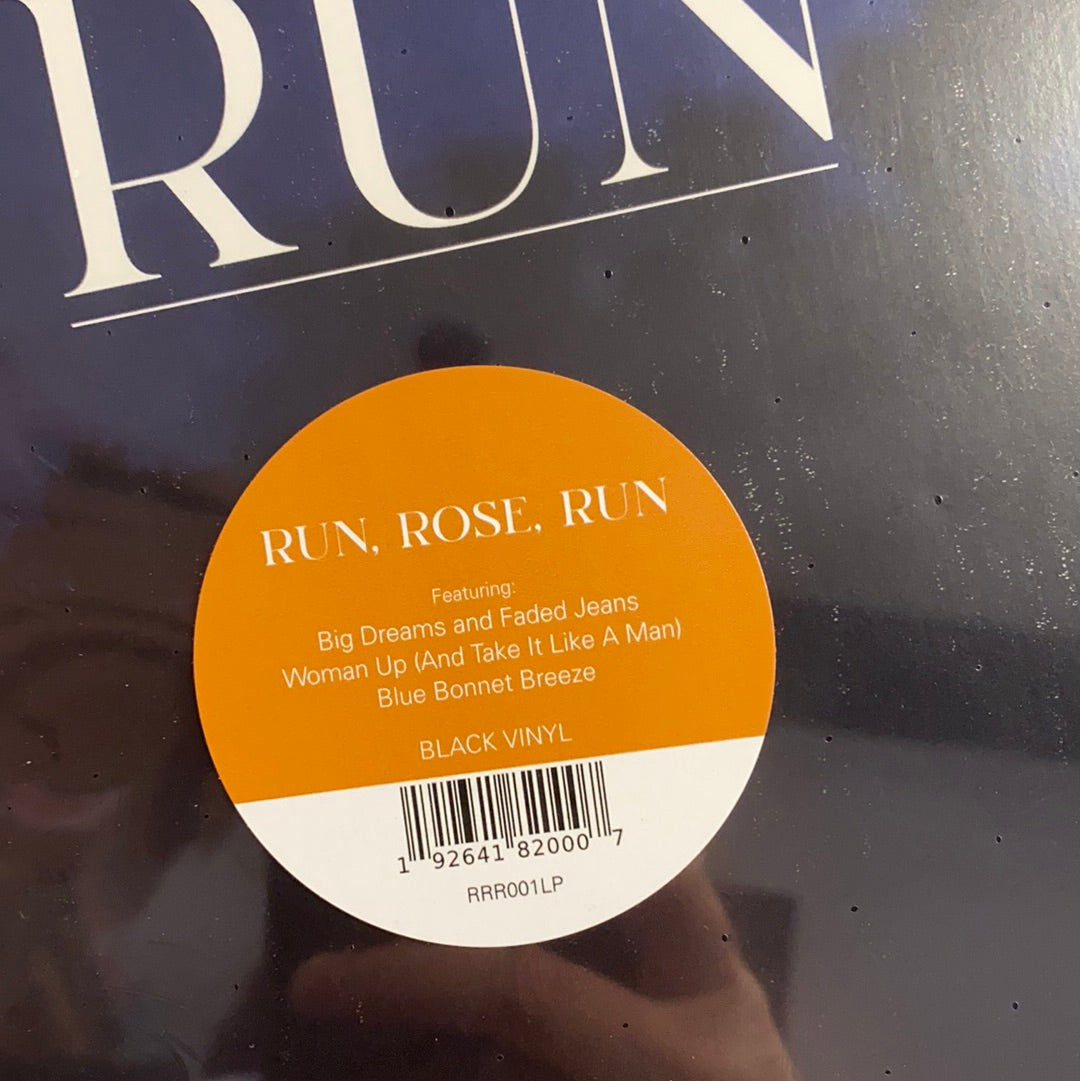 RUN
RUN, ROSE, RUN
Featuring:
Big Dreams and Faded Jeans
Woman Up (And Take It Like A Man)
Blue Bonnet Breeze
BLACK VINYL
1 92641 82000 7
RRR001LP